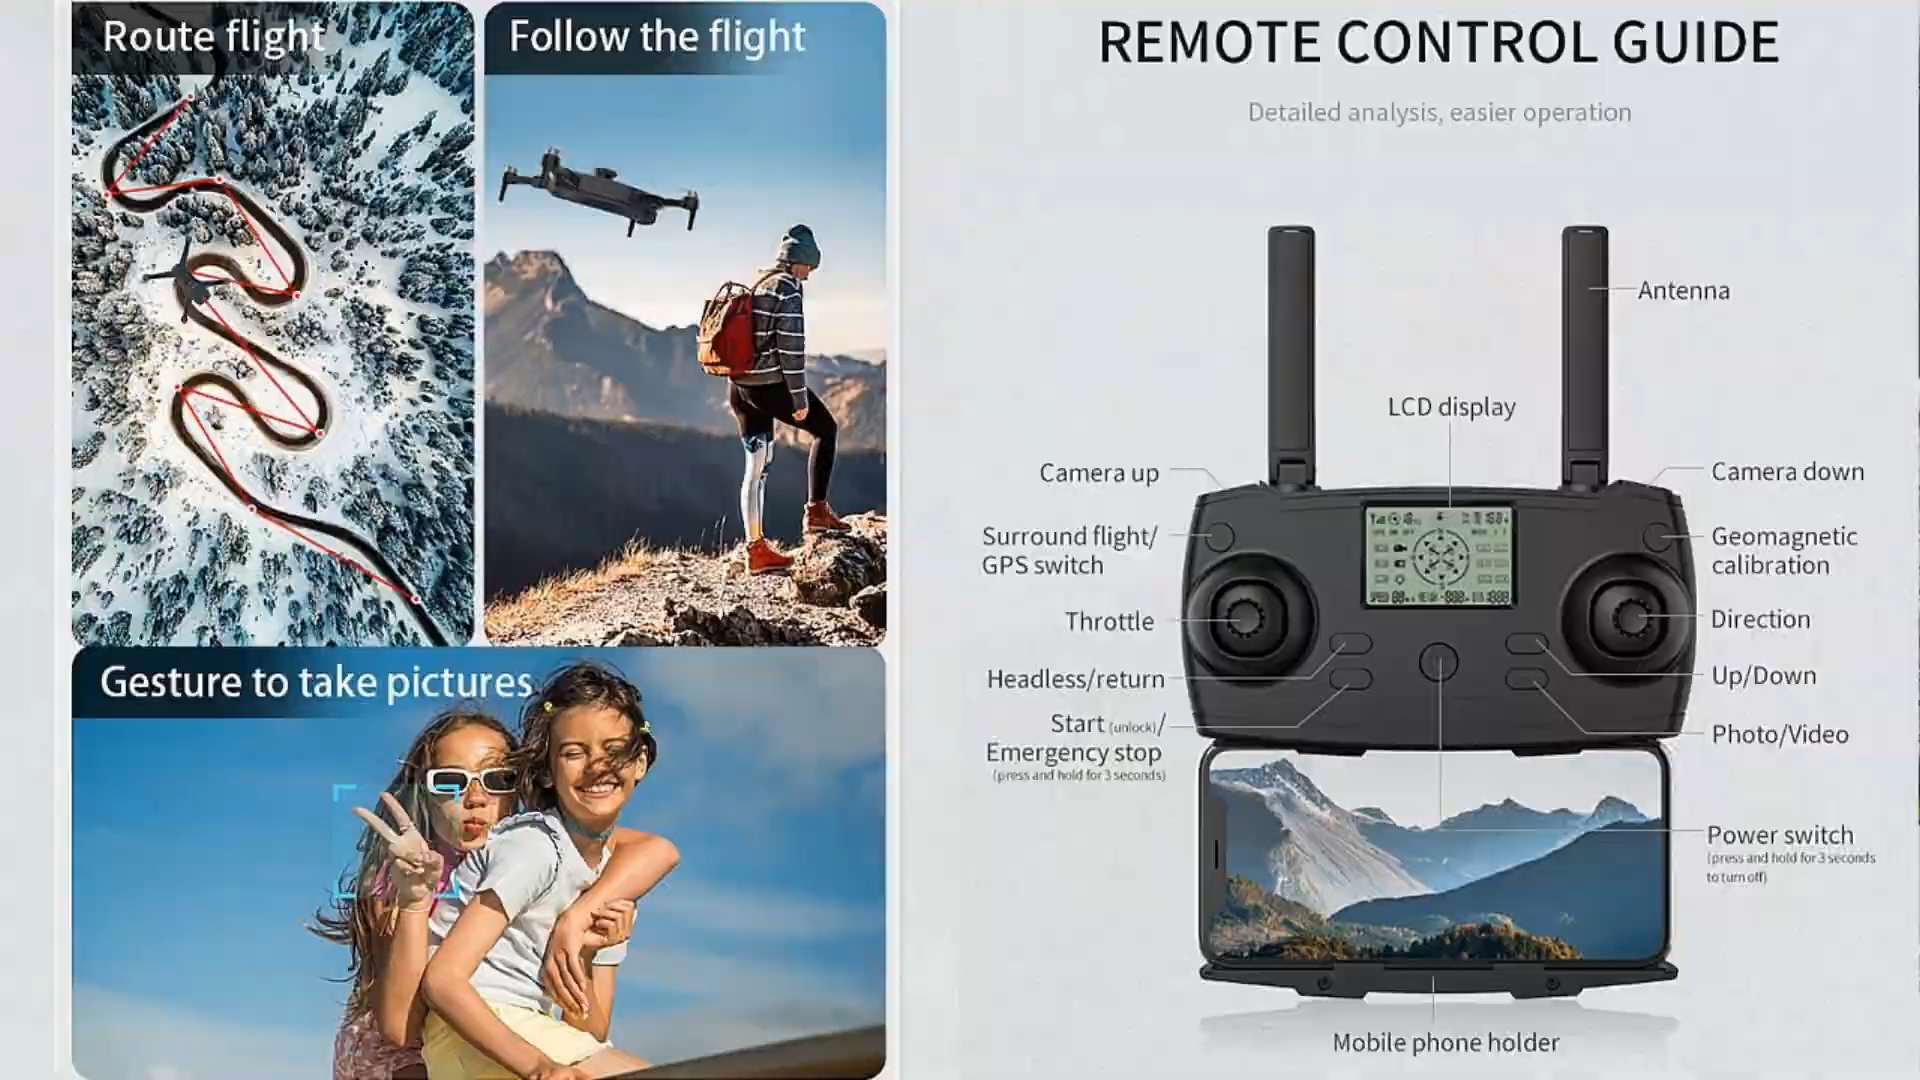 Route flight
Follow the flight
Gesture to take pictures
REMOTE CONTROL GUIDE
Detailed analysis, easier operation
Antenna
LCD display
Camera up
Camera down
Surround flight/
GPS switch
Geomagnetic
calibration
Throttle
Direction
Headless/return
Up/Down
Start (unlock)/
Emergency stop
(press and hold for 3 seconds)
Photo/Video
Power switch
(press and hold for 3 seconds
to turn off)
Mobile phone holder